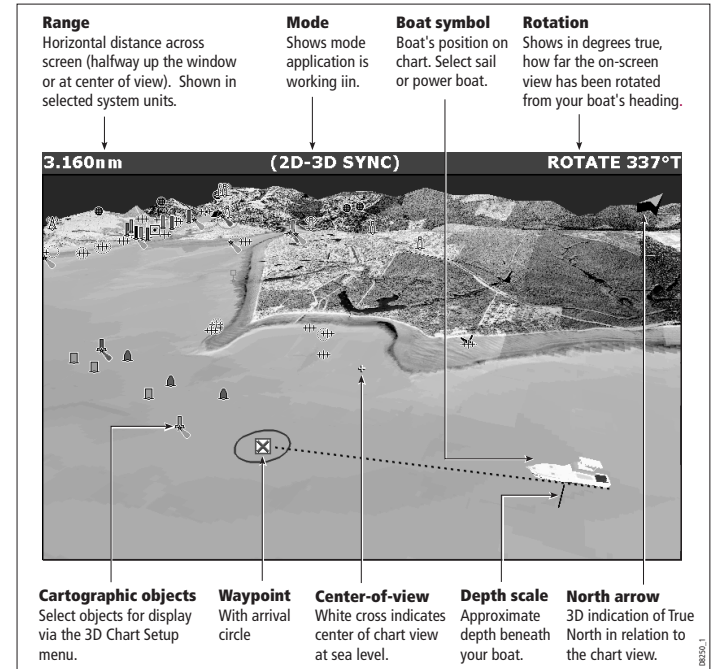 Range
Horizontal distance across
screen (halfway up the window
or at center of view). Shown in
selected system units.
Mode
Shows mode
application is
working iin.
Boat symbol
Boat's position on
chart. Select sail
or power boat.
Rotation
Shows in degrees true,
how far the on-screen
view has been rotated
from your boat's heading.
3.160nm
(2D-3D SYNC)
ROTATE 337°T
Cartographic objects
Select objects for display
via the 3D Chart Setup
menu.
Waypoint
With arrival
circle
Center-of-view
White cross indicates
center of chart view
at sea level.
Depth scale
Approximate
depth beneath
your boat.
North arrow
3D indication of True
North in relation to
the chart view.
D8250_1